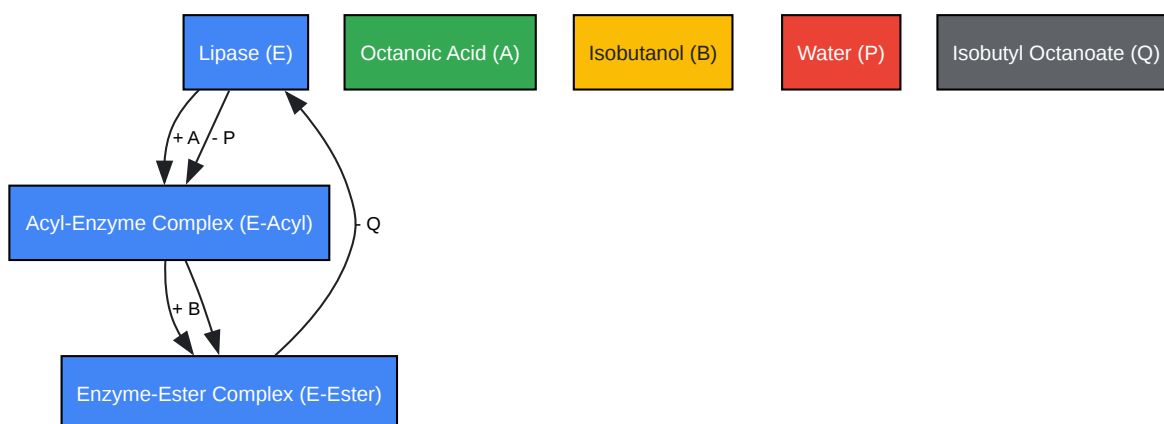 Lipase (E)
Octanoic Acid (A)
Isobutanol (B)
Water (P)
Isobutyl Octanoate (Q)
+ A
- P
Acyl-Enzyme Complex (E-Acyl)
- Q
+ B
Enzyme-Ester Complex (E-Ester)